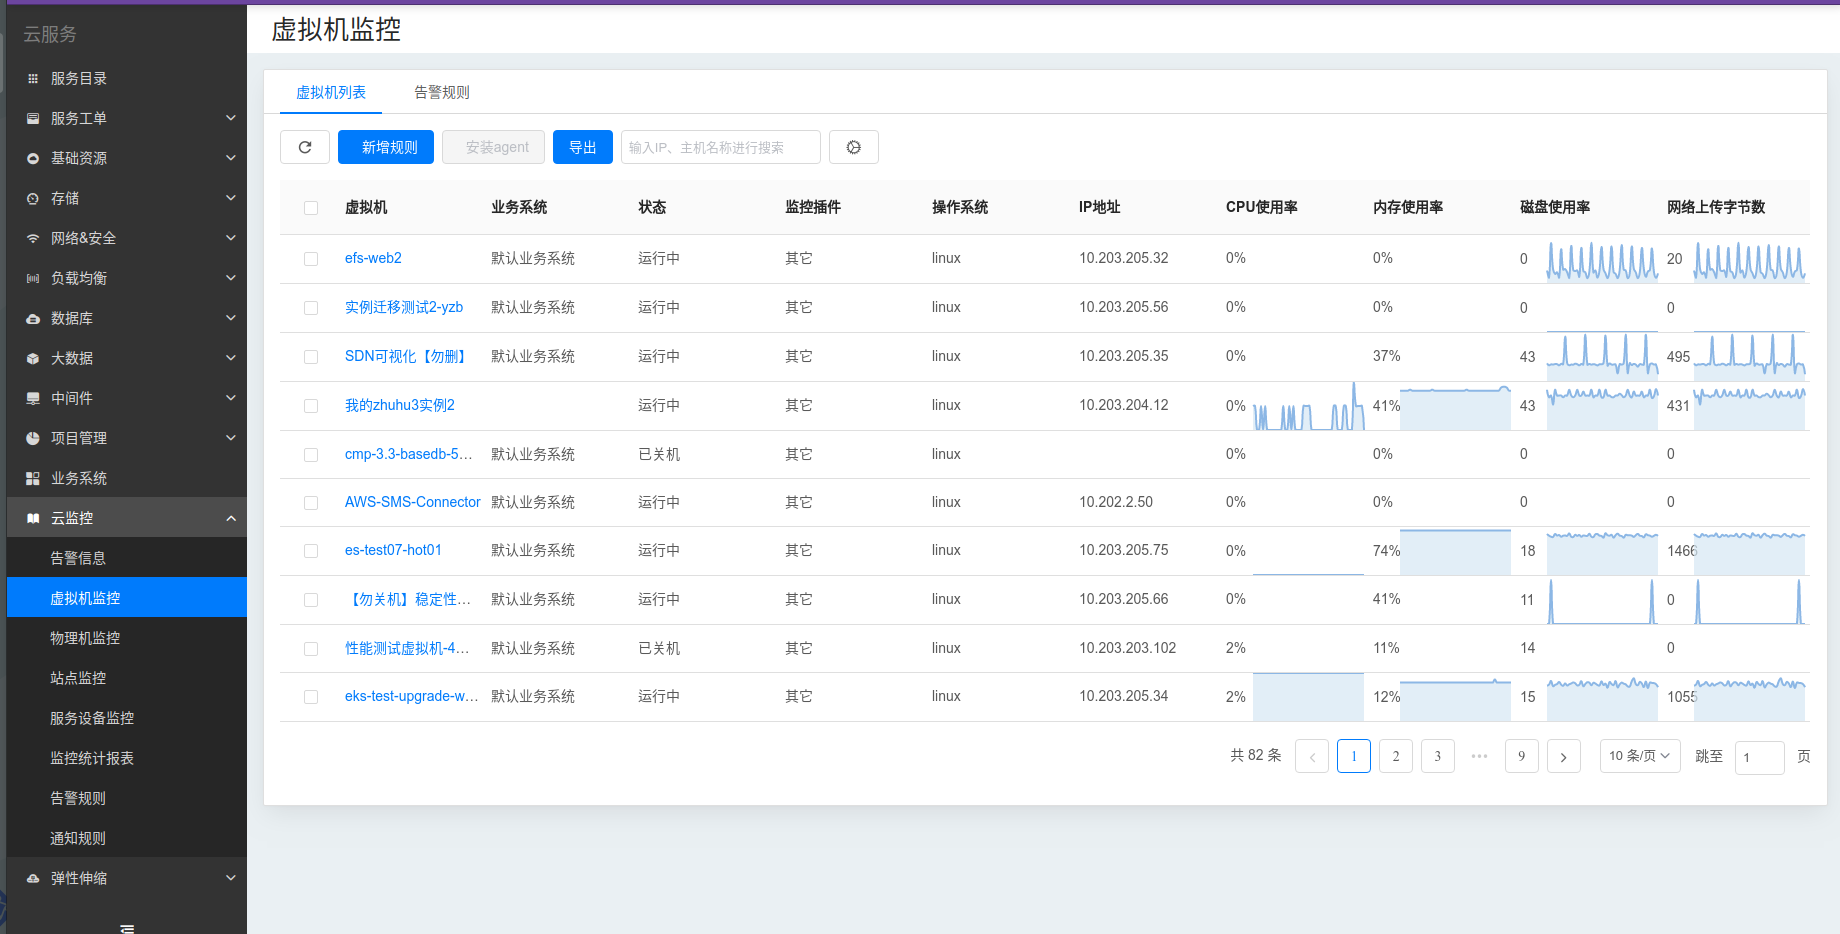 云服务
虚拟机监控
服务目录
服务工单
基础资源
存储
网络&安全
负载均衡
数据库
大数据
中间件
项目管理
业务系统
云监控
告警信息
虚拟机监控
物理机监控
站点监控
服务设备监控
监控统计报表
告警规则
通知规则
弹性伸缩
虚拟机列表 告警规则
新增规则 安装agent 导出 输入IP、主机名称进行搜索
虚拟机 业务系统 状态 监控插件 操作系统 IP地址 CPU使用率 内存使用率 磁盘使用率 网络上传字节数
efs-web2 默认业务系统 运行中 其它 linux 10.203.205.32 0% 0% 0 20
实例迁移测试2-yzb 默认业务系统 运行中 其它 linux 10.203.205.56 0% 0% 0 0
SDN可视化【勿删】 默认业务系统 运行中 其它 linux 10.203.205.35 0% 37% 43 495
我的zhuhu3实例2 运行中 其它 linux 10.203.204.12 0% 41% 43 431
cmp-3.3-basedb-5… 默认业务系统 已关机 其它 linux 0% 0% 0 0
AWS-SMS-Connector 默认业务系统 运行中 其它 linux 10.202.2.50 0% 0% 0 0
es-test07-hot01 默认业务系统 运行中 其它 linux 10.203.205.75 0% 74% 18 1466
【勿关机】稳定性… 默认业务系统 运行中 其它 linux 10.203.205.66 0% 41% 11 0
性能测试虚拟机-4… 默认业务系统 已关机 其它 linux 10.203.203.102 2% 11% 14 0
eks-test-upgrade-w… 默认业务系统 运行中 其它 linux 10.203.205.34 2% 12% 15 1055
共 82 条 1 2 3 ••• 9 10 条/页 跳至 1 页